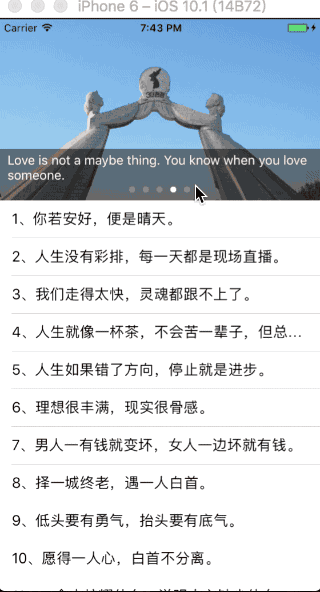 iPhone 6 – iOS 10.1 (14B72)
Carrier 7:43 PM
Love is not a maybe thing. You know when you love
someone.
1、你若安好，便是晴天。
2、人生没有彩排，每一天都是现场直播。
3、我们走得太快，灵魂都跟不上了。
4、人生就像一杯茶，不会苦一辈子，但总…
5、人生如果错了方向，停止就是进步。
6、理想很丰满，现实很骨感。
7、男人一有钱就变坏，女人一边坏就有钱。
8、择一城终老，遇一人白首。
9、低头要有勇气，抬头要有底气。
10、愿得一人心，白首不分离。